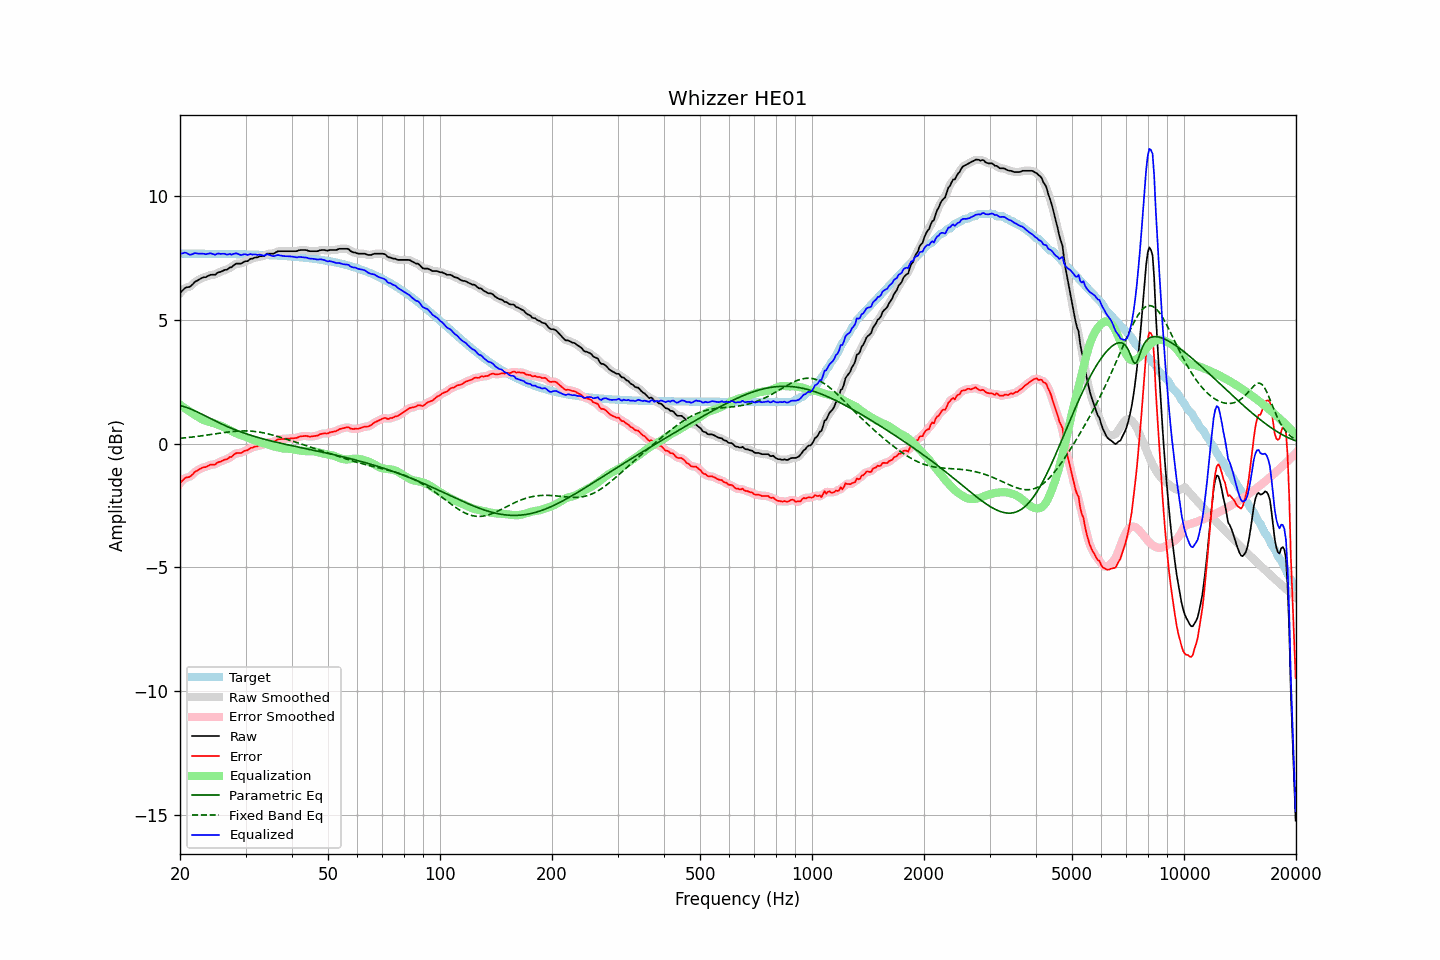 Whizzer HE01
Amplitude (dBr)
10
5
0
−5
−10
−15
Target
Raw Smoothed
Error Smoothed
Raw
Error
Equalization
Parametric Eq
Fixed Band Eq
Equalized
20 50 100 200 500 1000 2000 5000 10000 20000
Frequency (Hz)